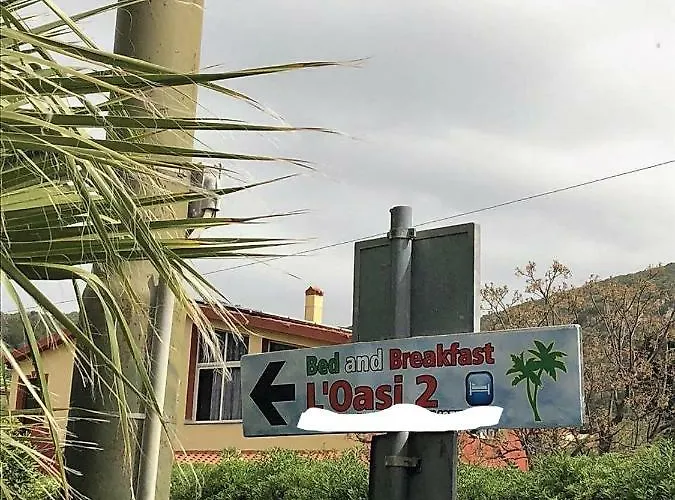 Bed and Breakfast
L'Oasi 2